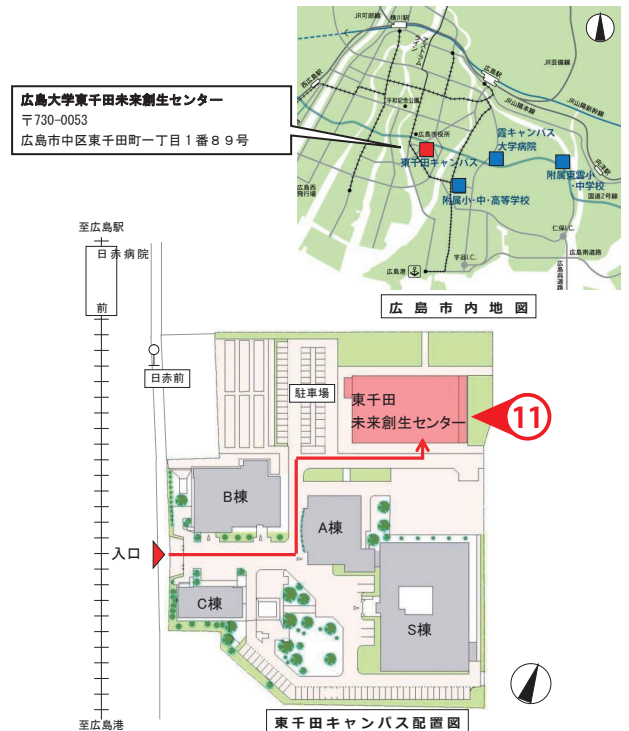 JR可部線
横川駅
アストラムライン
JR芸備線
広島駅
西広島駅
JR山陽本線
JR山陽新幹線
平和記念公園
広島市役所
霞キャンパス
大学病院
東千田キャンパス
向洋駅
附属東雲小
・中学校
国道2号線
附属小・中・高等学校
広島西
飛行場
仁保I.C.
広島南道路
宇品I.C.
広島港
広島呉道路
広島大学東千田未来創生センター
〒730-0053
広島市中区東千田町一丁目1番89号
広島市内地図
至広島駅
日赤病院
前
日赤前
駐車場
東千田
未来創生センター
11
B棟
A棟
入口
C棟
S棟
至広島港
東千田キャンパス配置図